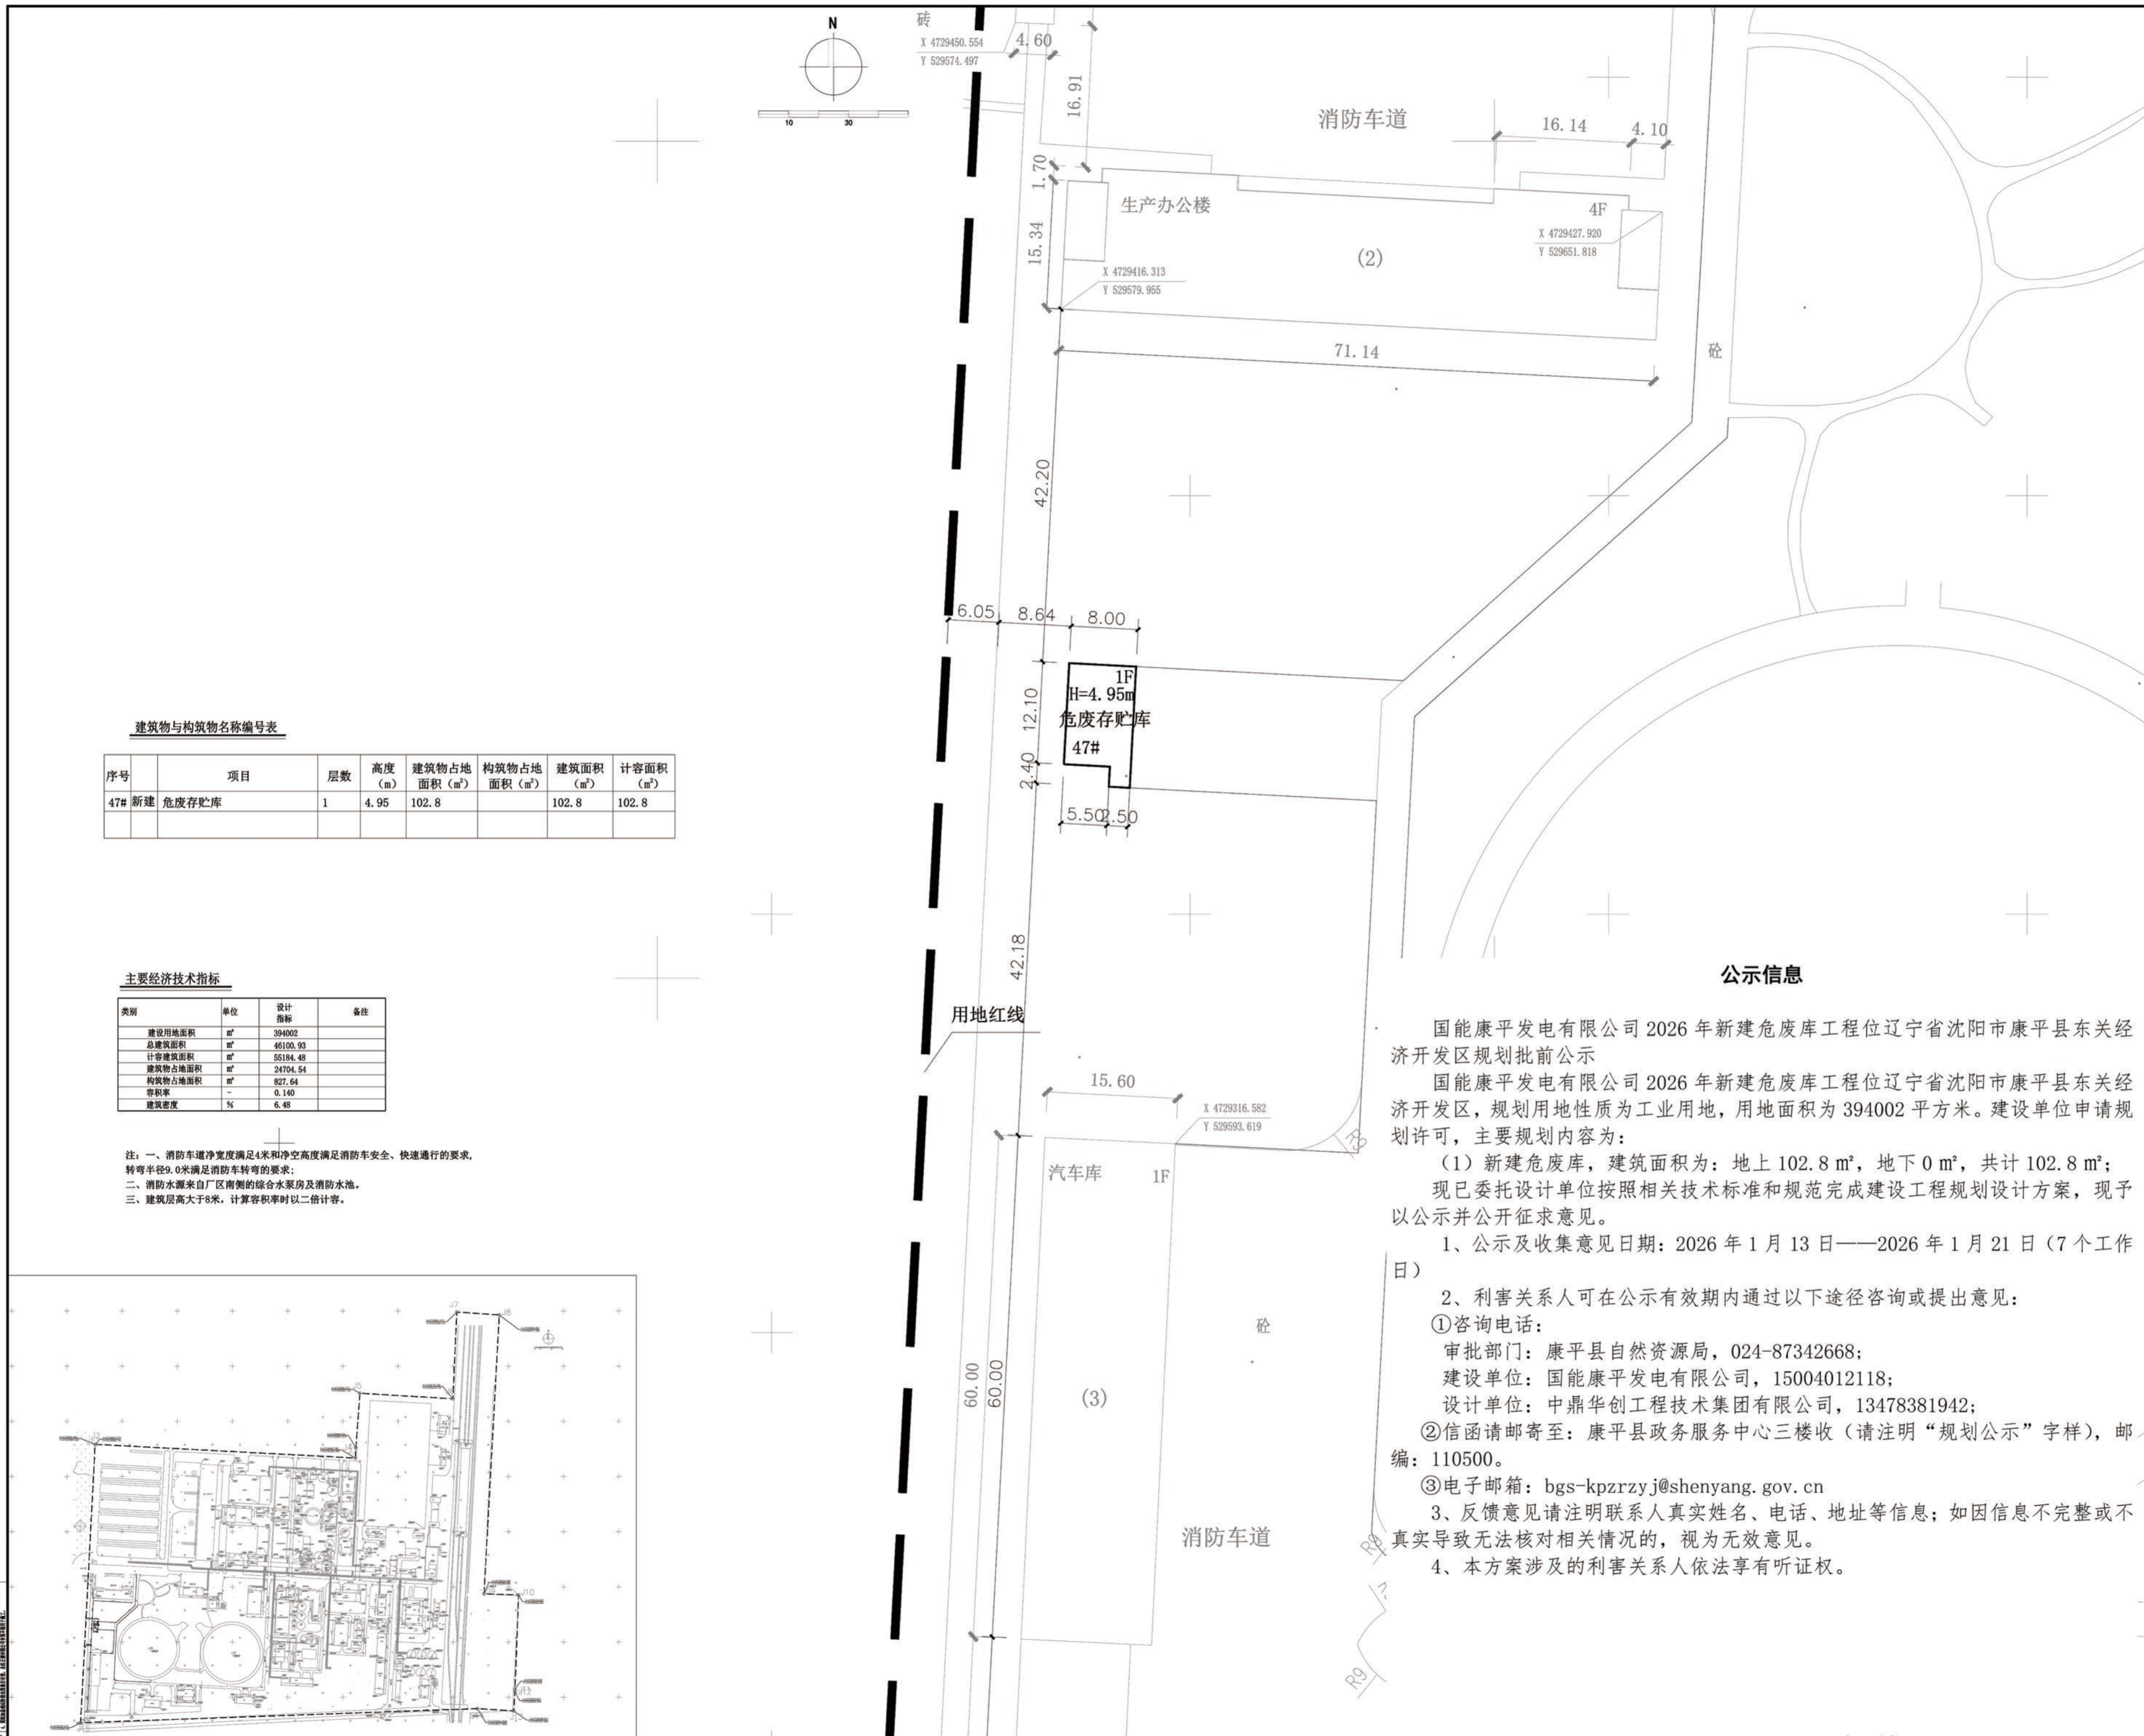 N
10 30
砖
X 4729450.554
Y 529574.497
4.60
16.91
消防车道
16.14
4.10
1.70
15.34
生产办公楼
4F
X 4729427.920
Y 529651.818
(2)
X 4729416.313
Y 529579.955
71.14
砼
42.20
6.05
8.64
8.00
1F
H=4.95m
危废存贮库
47#
12.10
2.40
5.50
2.50
42.18
用地红线
15.60
X 4729316.582
Y 529593.619
R9
汽车库
1F
砼
60.00
60.00
(3)
消防车道
R9
R9
建筑物与构筑物名称编号表
序号 项目 层数 高度（m） 建筑物占地面积（㎡） 构筑物占地面积（㎡） 建筑面积（㎡） 计容面积（㎡）
47# 新建 危废存贮库 1 4.95 102.8 102.8 102.8
主要经济技术指标
类别 单位 设计指标 备注
建设用地面积 ㎡ 394002
总建筑面积 ㎡ 46100.93
计容建筑面积 ㎡ 55184.48
建筑物占地面积 ㎡ 24704.54
构筑物占地面积 ㎡ 827.64
容积率 - 0.140
建筑密度 % 6.48
注：一、消防车道净宽度满足4米和净空高度满足消防车安全、快速通行的要求，
转弯半径9.0米满足消防车转弯的要求；
二、消防水源来自厂区南侧的综合水泵房及消防水池。
三、建筑层高大于8米，计算容积率时以二倍计容。
J7
J8
J10
公示信息
国能康平发电有限公司 2026 年新建危废库工程位辽宁省沈阳市康平县东关经
济开发区规划批前公示
国能康平发电有限公司 2026 年新建危废库工程位辽宁省沈阳市康平县东关经
济开发区，规划用地性质为工业用地，用地面积为 394002 平方米。建设单位申请规
划许可，主要规划内容为：
（1）新建危废库，建筑面积为：地上 102.8 ㎡，地下 0 ㎡，共计 102.8 ㎡；
现已委托设计单位按照相关技术标准和规范完成建设工程规划设计方案，现予
以公示并公开征求意见。
1、公示及收集意见日期：2026 年 1 月 13 日——2026 年 1 月 21 日（7 个工作
日）
2、利害关系人可在公示有效期内通过以下途径咨询或提出意见：
①咨询电话：
审批部门：康平县自然资源局，024-87342668；
建设单位：国能康平发电有限公司，15004012118；
设计单位：中鼎华创工程技术集团有限公司，13478381942；
②信函请邮寄至：康平县政务服务中心三楼收（请注明“规划公示”字样），邮
编：110500。
③电子邮箱：bgs-kpzrzyj@shenyang.gov.cn
3、反馈意见请注明联系人真实姓名、电话、地址等信息；如因信息不完整或不
真实导致无法核对相关情况的，视为无效意见。
4、本方案涉及的利害关系人依法享有听证权。